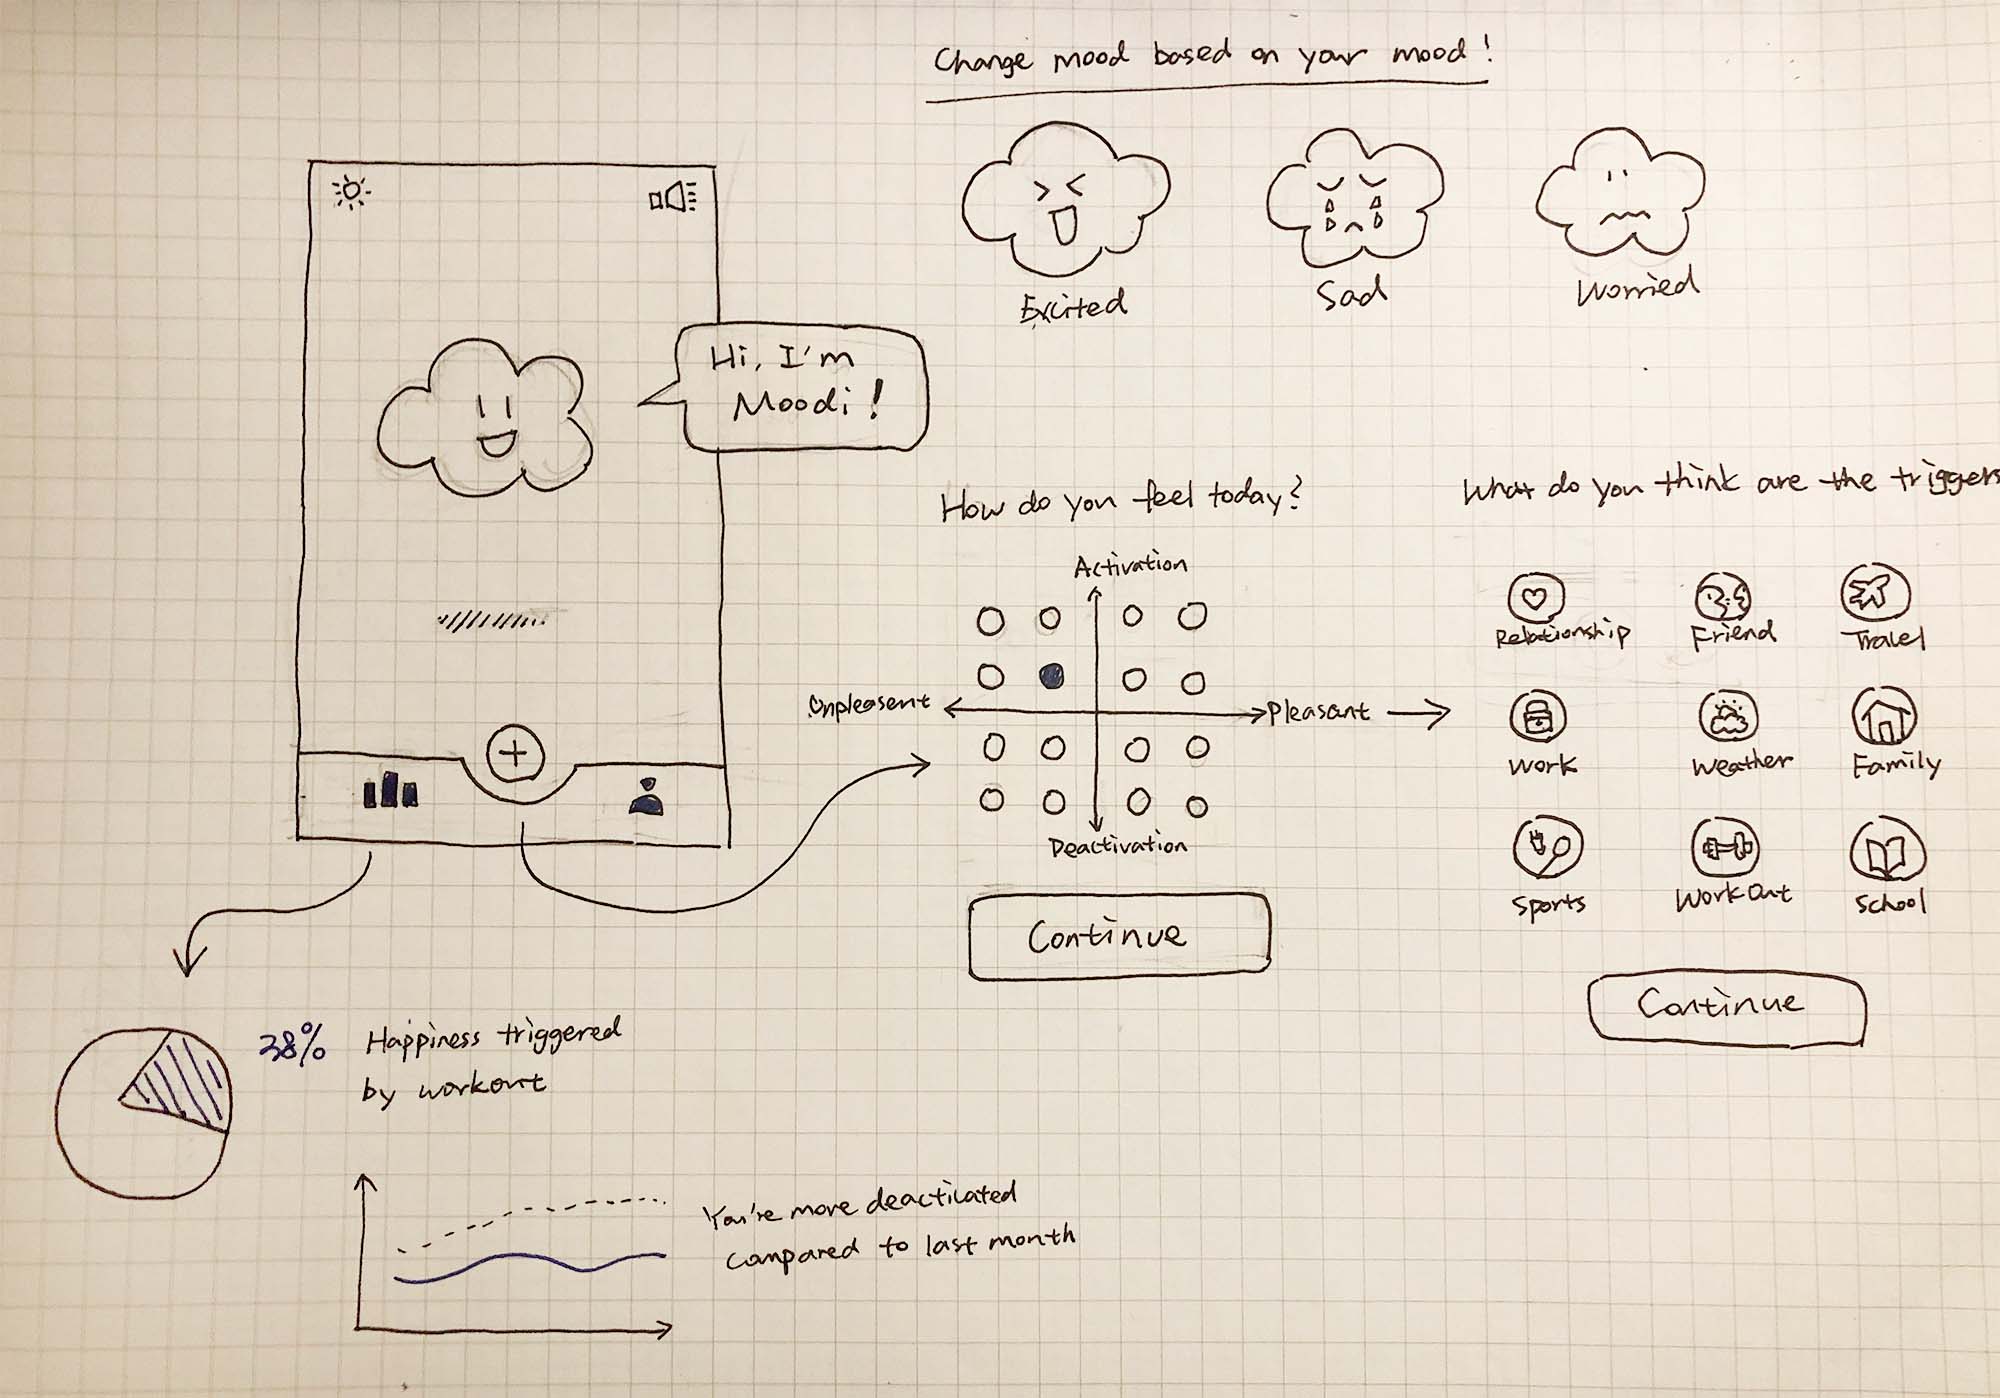 Change mood based on your mood!
Excited
Sad
Worried
Hi, I'm
Moodi!
How do you feel today?
Activation
Unpleasent
Pleasant
Deactivation
Continue
What do you think are the triggers
Relationship
Friend
Travel
Work
Weather
Family
Sports
Workout
School
Continue
38%
Happiness triggered
by workout
You're more deacticated
compared to last month